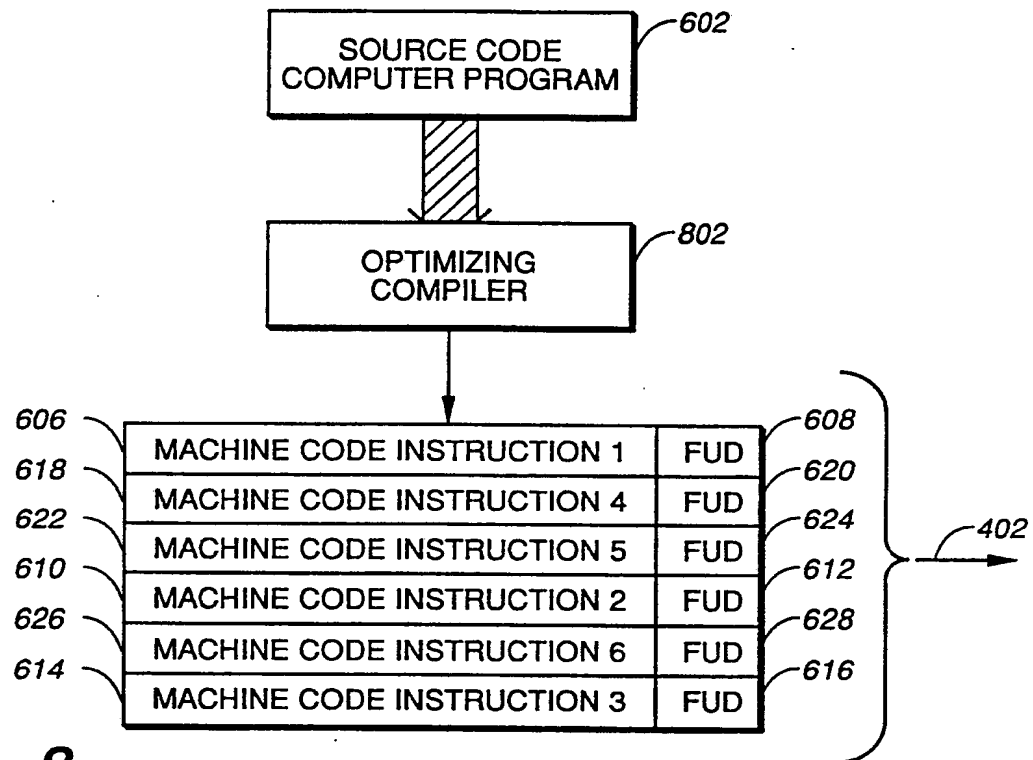 SOURCE CODE
COMPUTER PROGRAM
602
OPTIMIZING
COMPILER
802
606 MACHINE CODE INSTRUCTION 1 FUD 608
618 MACHINE CODE INSTRUCTION 4 FUD 620
622 MACHINE CODE INSTRUCTION 5 FUD 624
610 MACHINE CODE INSTRUCTION 2 FUD 612
626 MACHINE CODE INSTRUCTION 6 FUD 628
614 MACHINE CODE INSTRUCTION 3 FUD 616
402